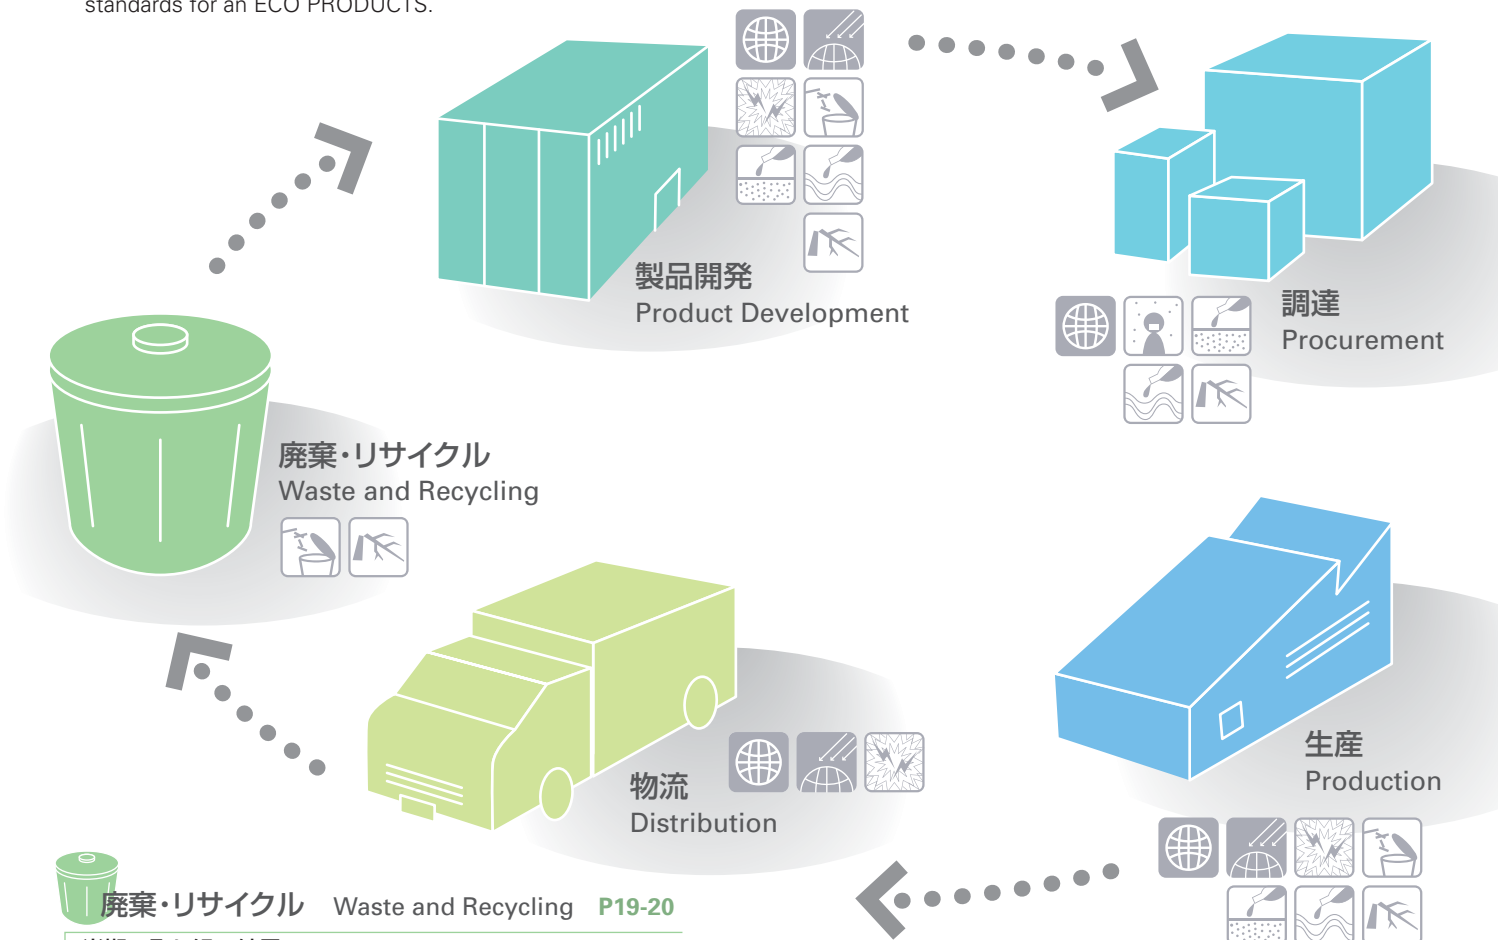 standards for an ECO PRODUCTS.
製品開発
Product Development
調達
Procurement
廃棄・リサイクル
Waste and Recycling
生産
Production
物流
Distribution
廃棄・リサイクル Waste and Recycling P19-20